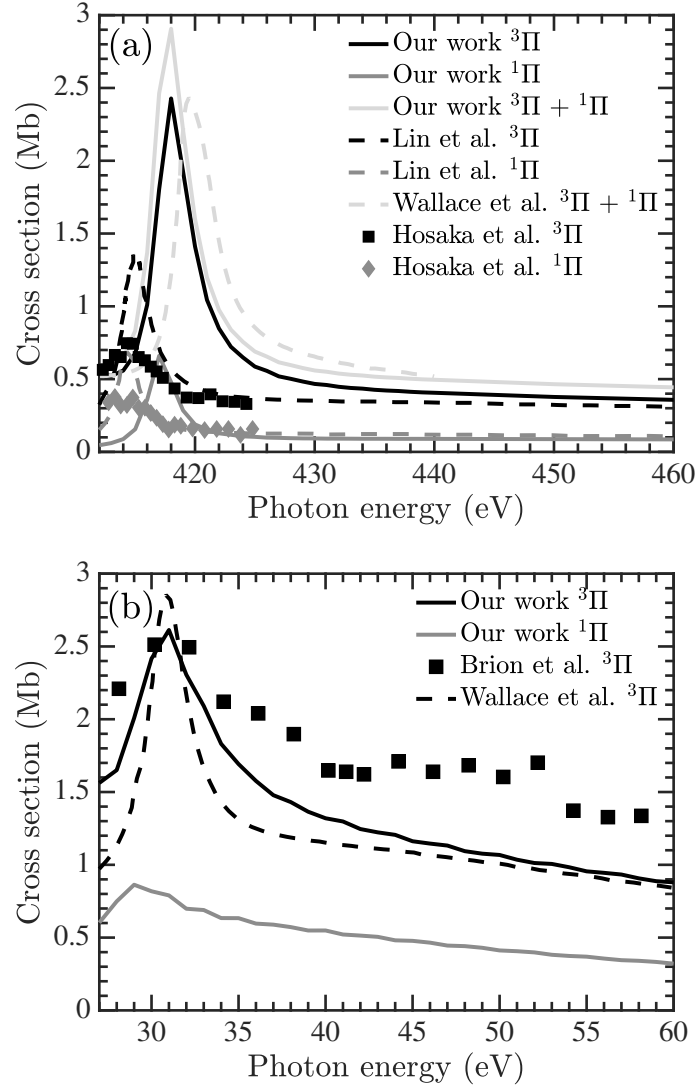 3
(a)
Our work ³Π
Our work ¹Π
Our work ³Π + ¹Π
Lin et al. ³Π
Lin et al. ¹Π
Wallace et al. ³Π + ¹Π
Hosaka et al. ³Π
Hosaka et al. ¹Π
2.5
2
1.5
1
0.5
0
Cross section (Mb)
420
430
440
450
460
Photon energy (eV)
3
(b)
Our work ³Π
Our work ¹Π
Brion et al. ³Π
Wallace et al. ³Π
2.5
2
1.5
1
0.5
0
Cross section (Mb)
30
35
40
45
50
55
60
Photon energy (eV)